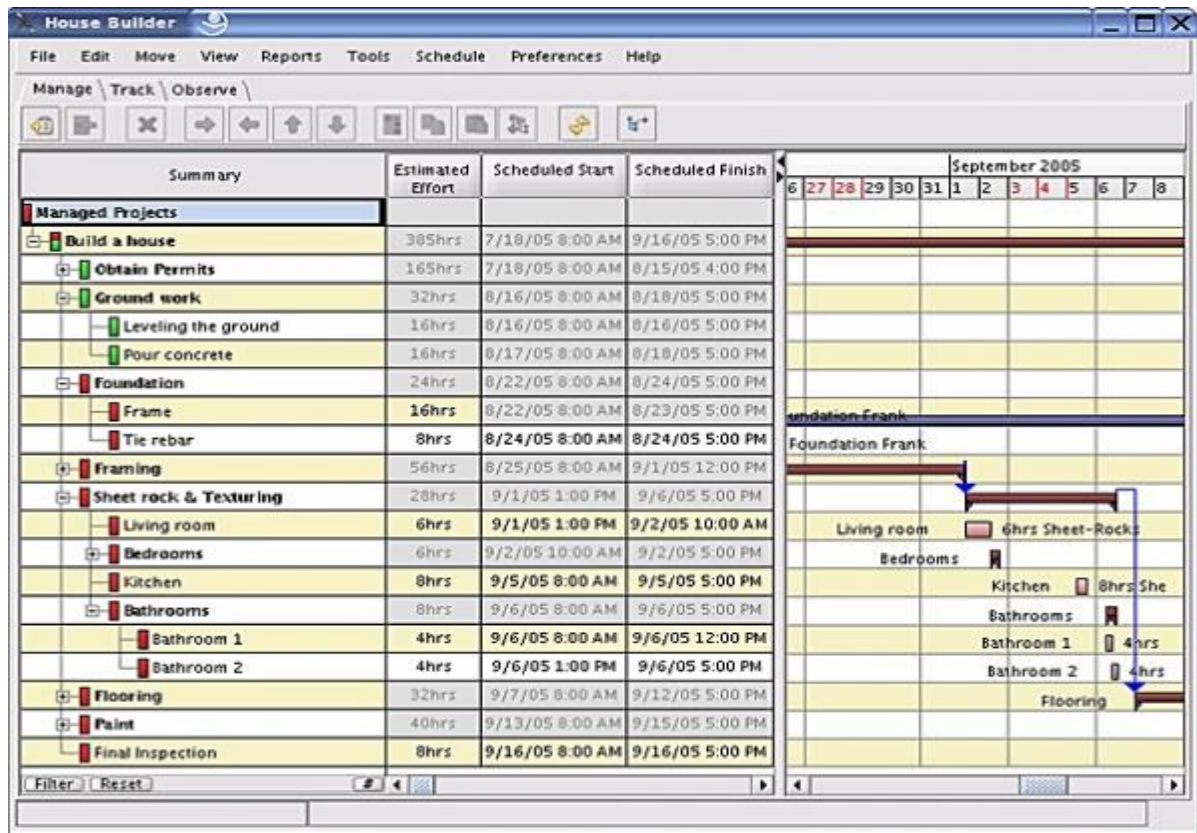 House Builder
File Edit Move View Reports Tools Schedule Preferences Help
Manage Track Observe
Summary Estimated Effort Scheduled Start Scheduled Finish September 2005
6 27 28 29 30 31 1 2 3 4 5 6 7 8
Managed Projects
Build a house 385hrs 7/18/05 8:00 AM 9/16/05 5:00 PM
Obtain Permits 165hrs 7/18/05 8:00 AM 8/15/05 4:00 PM
Ground work 32hrs 8/16/05 8:00 AM 8/18/05 5:00 PM
Leveling the ground 16hrs 8/16/05 8:00 AM 8/16/05 5:00 PM
Pour concrete 16hrs 8/17/05 8:00 AM 8/18/05 5:00 PM
Foundation 24hrs 8/22/05 8:00 AM 8/24/05 5:00 PM
Frame 16hrs 8/22/05 8:00 AM 8/23/05 5:00 PM undation Frank
Tie rebar 8hrs 8/24/05 8:00 AM 8/24/05 5:00 PM Foundation Frank
Framing 56hrs 8/25/05 8:00 AM 9/1/05 12:00 PM
Sheet rock & Texturing 28hrs 9/1/05 1:00 PM 9/6/05 5:00 PM
Living room 6hrs 9/1/05 1:00 PM 9/2/05 10:00 AM Living room 6hrs Sheet-Rock
Bedrooms 6hrs 9/2/05 10:00 AM 9/2/05 5:00 PM Bedrooms
Kitchen 8hrs 9/5/05 8:00 AM 9/5/05 5:00 PM Kitchen 8hrs She
Bathrooms 8hrs 9/6/05 8:00 AM 9/6/05 5:00 PM Bathrooms
Bathroom 1 4hrs 9/6/05 8:00 AM 9/6/05 12:00 PM Bathroom 1 4hrs
Bathroom 2 4hrs 9/6/05 1:00 PM 9/6/05 5:00 PM Bathroom 2 4hrs
Flooring 32hrs 9/7/05 8:00 AM 9/12/05 5:00 PM Flooring
Paint 40hrs 9/13/05 8:00 AM 9/15/05 5:00 PM
Final Inspection 8hrs 9/16/05 8:00 AM 9/16/05 5:00 PM
Filter Reset #